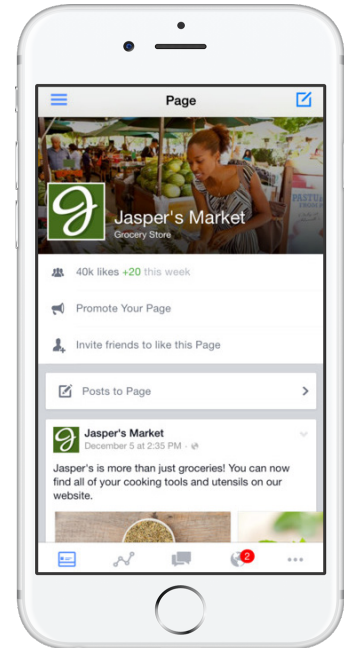 Page
PASTU
Jasper's Market
Grocery Store
40k likes +20 this week
Promote Your Page
Invite friends to like this Page
Posts to Page
Jasper's Market
December 5 at 2:35 PM ·
Jasper's is more than just groceries! You can now
find all of your cooking tools and utensils on our
website.
2